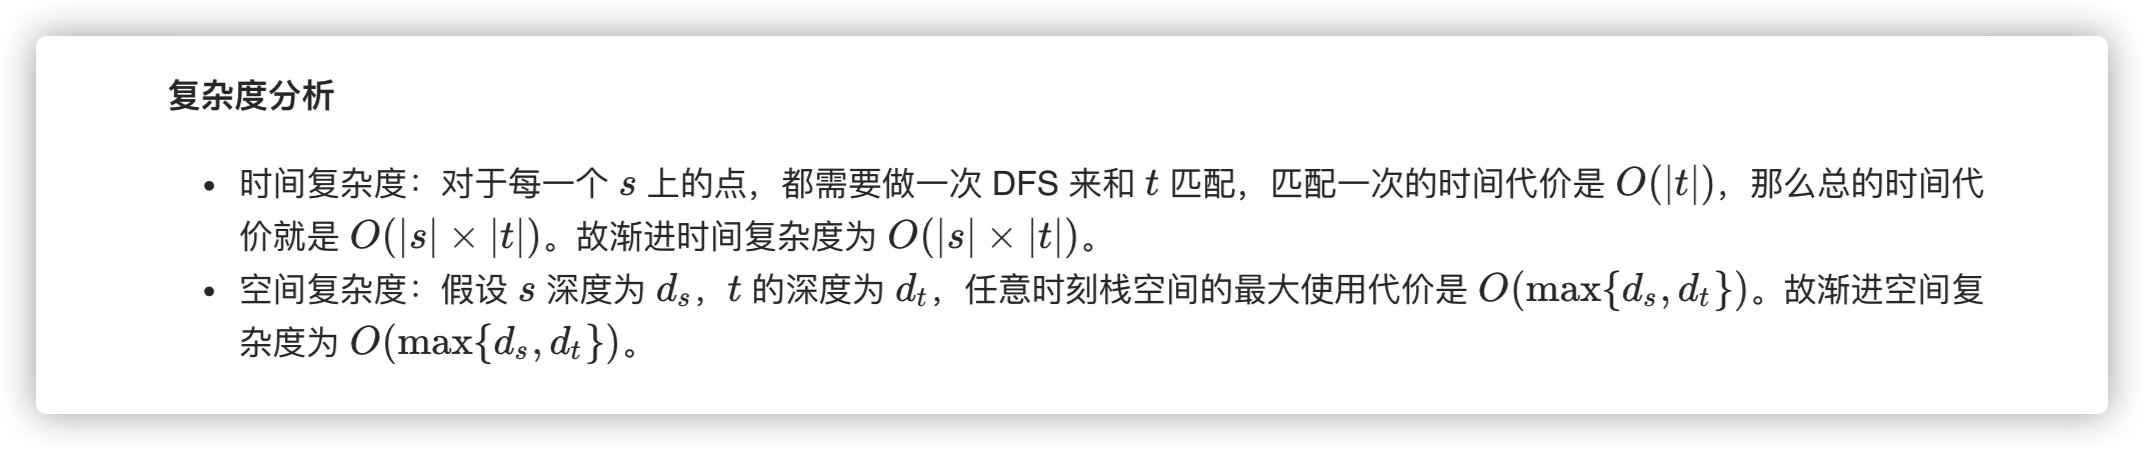 复杂度分析
• 时间复杂度：对于每一个 s 上的点，都需要做一次 DFS 来和 t 匹配，匹配一次的时间代价是 O(|t|)，那么总的时间代
价就是 O(|s| × |t|)。故渐进时间复杂度为 O(|s| × |t|)。
• 空间复杂度：假设 s 深度为 d_s，t 的深度为 d_t，任意时刻栈空间的最大使用代价是 O(max{d_s, d_t})。故渐进空间复
杂度为 O(max{d_s, d_t})。